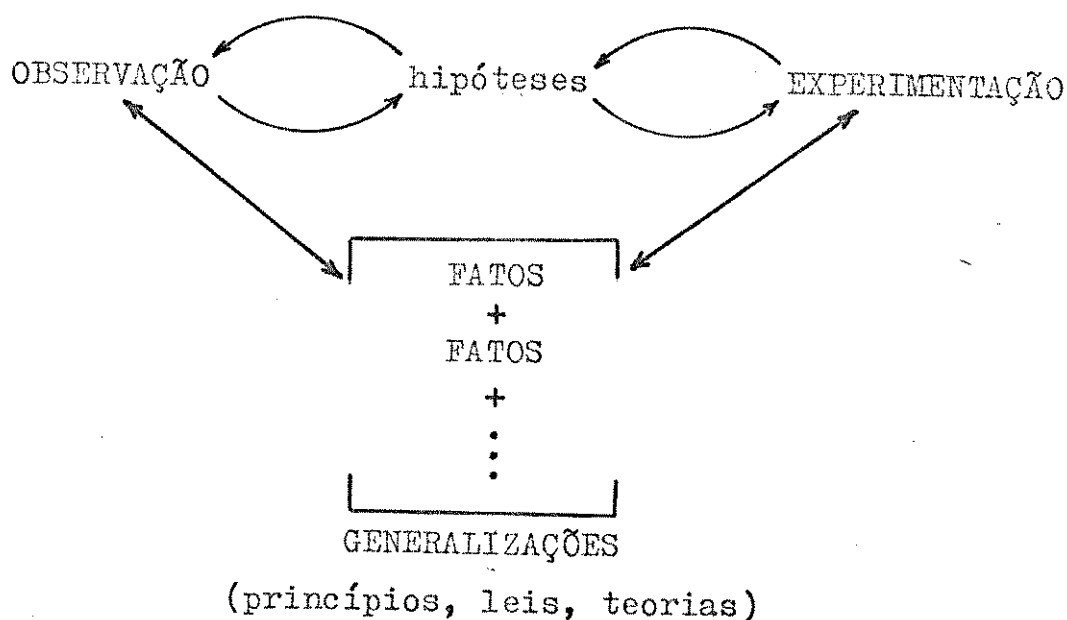 OBSERVAÇÃO hipóteses EXPERIMENTAÇÃO
FATOS
+
FATOS
+
⋮
GENERALIZAÇÕES
(princípios, leis, teorias)